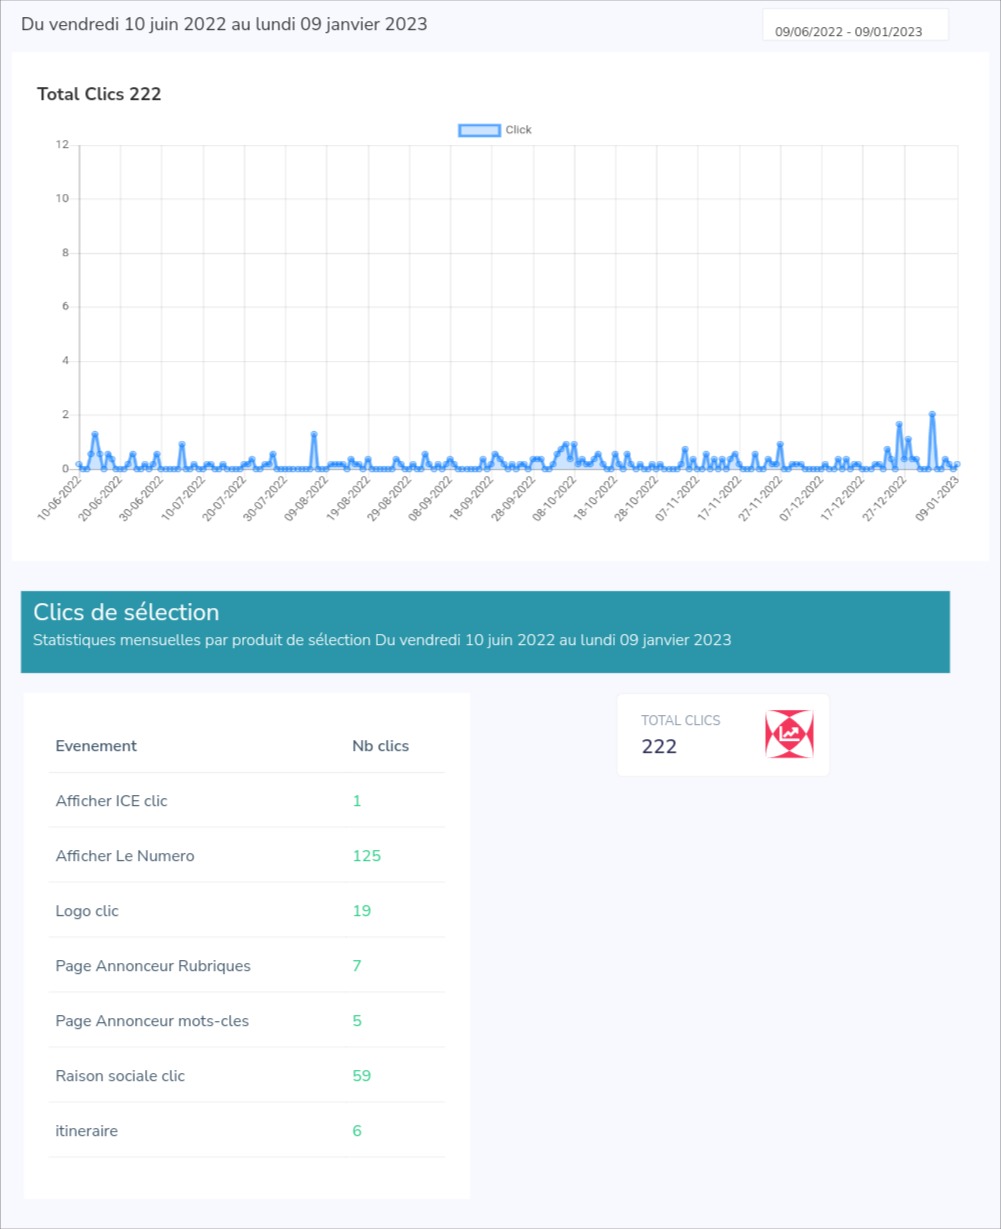 Du vendredi 10 juin 2022 au lundi 09 janvier 2023
09/06/2022 - 09/01/2023
Total Clics 222
Click
12
10
8
6
4
2
0
10-06-2022
20-06-2022
30-06-2022
10-07-2022
20-07-2022
30-07-2022
09-08-2022
19-08-2022
29-08-2022
08-09-2022
18-09-2022
28-09-2022
08-10-2022
18-10-2022
28-10-2022
07-11-2022
17-11-2022
27-11-2022
07-12-2022
17-12-2022
27-12-2022
09-01-2023
Clics de sélection
Statistiques mensuelles par produit de sélection Du vendredi 10 juin 2022 au lundi 09 janvier 2023
TOTAL CLICS
222
Evenement Nb clics
Afficher ICE clic 1
Afficher Le Numero 125
Logo clic 19
Page Annonceur Rubriques 7
Page Annonceur mots-cles 5
Raison sociale clic 59
itineraire 6